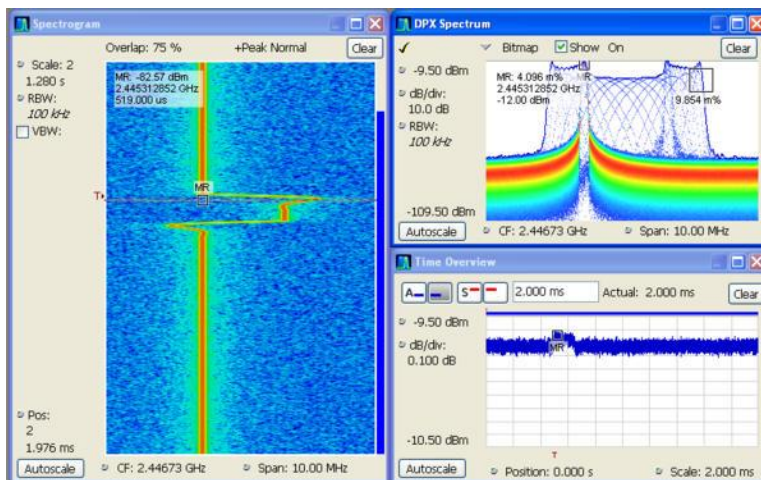 Spectrogram
Overlap: 75 %
+Peak Normal
Clear
Scale: 2
1.280 s
RBW:
100 kHz
VBW:
MR: -82.57 dBm
2.445312852 GHz
519.000 us
MR
T
Pos:
2
1.976 ms
Autoscale
CF: 2.44673 GHz
Span: 10.00 MHz
DPX Spectrum
Bitmap
Show
On
Clear
-9.50 dBm
dB/div:
10.0 dB
RBW:
100 kHz
MR: 4.096 m%
MR
2.445312852 GHz
-12.00 dBm
9.854 m%
-109.50 dBm
Autoscale
CF: 2.44673 GHz
Span: 10.00 MHz
Time Overview
A
S
2.000 ms
Actual: 2.000 ms
Clear
-9.50 dBm
dB/div:
0.100 dB
MR
-10.50 dBm
T
Autoscale
Position: 0.000 s
Scale: 2.000 ms